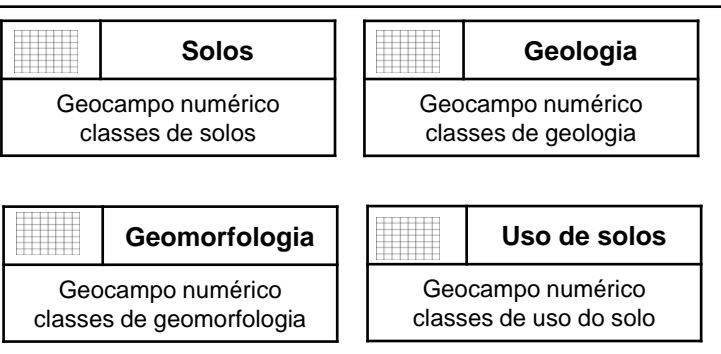 Solos
Geocampo numérico
classes de solos
Geologia
Geocampo numérico
classes de geologia
Geomorfologia
Geocampo numérico
classes de geomorfologia
Uso de solos
Geocampo numérico
classes de uso do solo